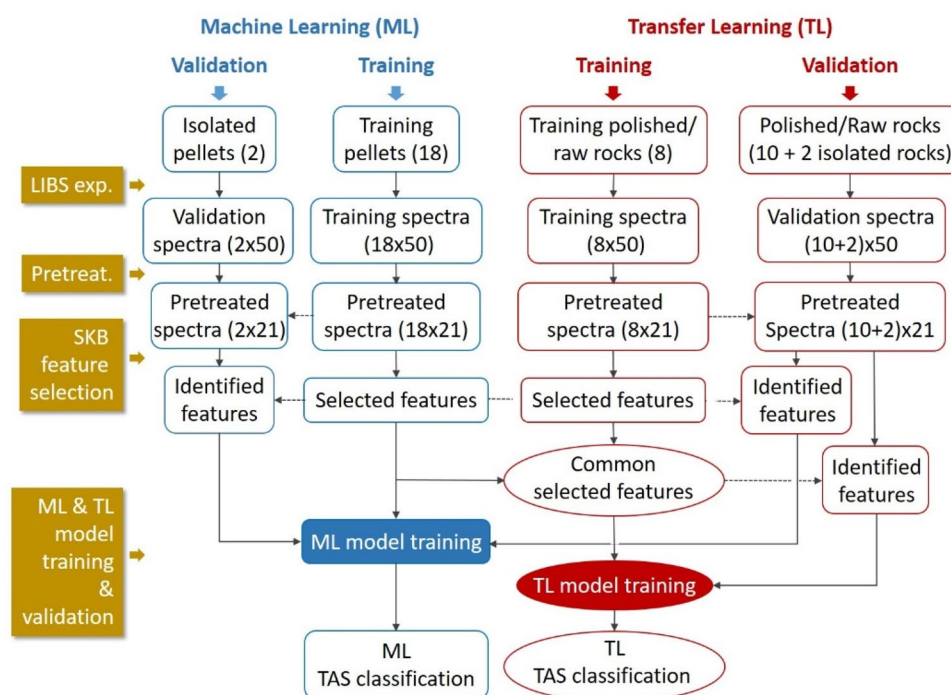 Machine Learning (ML)
Transfer Learning (TL)
Validation
Training
Training
Validation
Isolated
pellets (2)
Training
pellets (18)
Training polished/
raw rocks (8)
Polished/Raw rocks
(10 + 2 isolated rocks)
LIBS exp.
Validation
spectra (2x50)
Training spectra
(18x50)
Training spectra
(8x50)
Validation spectra
(10+2)x50
Pretreat.
Pretreated
spectra (2x21)
Pretreated
spectra (18x21)
Pretreated
spectra (8x21)
Pretreated
Spectra (10+2)x21
SKB
feature
selection
Identified
features
Selected features
Selected features
Identified
features
Common
selected features
Identified
features
ML & TL
model
training
&
validation
ML model training
TL model training
ML
TAS classification
TL
TAS classification